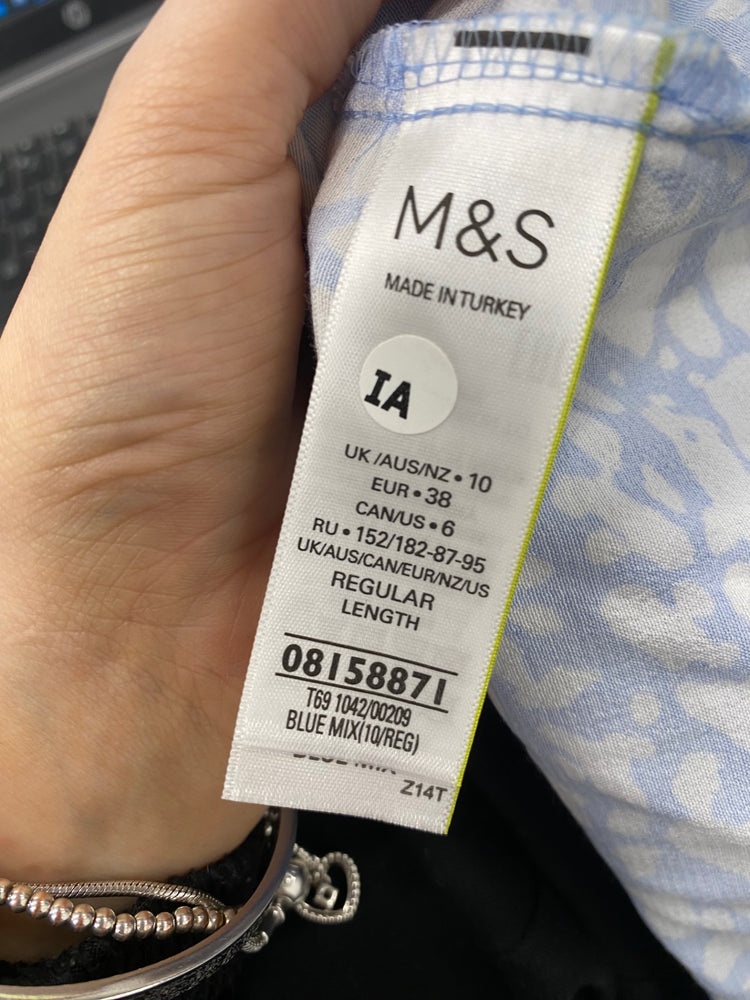 M&S
MADE IN TURKEY
IA
UK/AUS/NZ • 10
EUR • 38
CAN/US • 6
RU • 152/182-87-95
UK/AUS/CAN/EUR/NZ/US
REGULAR
LENGTH
08158871
T69 1042/00209
BLUE MIX(10/REG)
Z14T